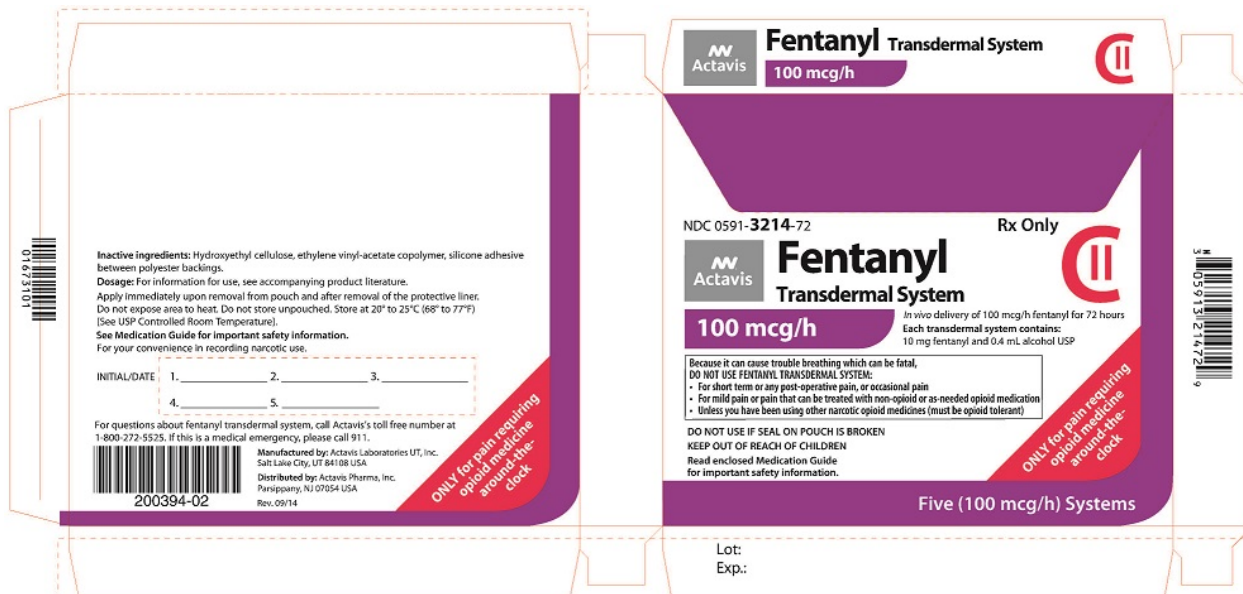 Inactive ingredients: Hydroxyethyl cellulose, ethylene vinyl-acetate copolymer, silicone adhesive
between polyester backings.
Dosage: For information for use, see accompanying product literature.
Apply immediately upon removal from pouch and after removal of the protective liner.
Do not expose area to heat. Do not store unpouched. Store at 20° to 25°C (68° to 77°F)
[See USP Controlled Room Temperature].
See Medication Guide for important safety information.
For your convenience in recording narcotic use.
INITIAL/DATE 1. 2. 3.
4. 5.
For questions about fentanyl transdermal system, call Actavis's toll free number at
1-800-272-5525. If this is a medical emergency, please call 911.
Manufactured by: Actavis Laboratories UT, Inc.
Salt Lake City, UT 84108 USA
Distributed by: Actavis Pharma, Inc.
Parsippany, NJ 07054 USA
Rev. 09/14
200394-02
01673101
ONLY for pain requiring
opioid medicine
around-the-
clock
Actavis
Fentanyl Transdermal System
100 mcg/h
CII
NDC 0591-3214-72
Rx Only
Actavis
Fentanyl
Transdermal System
CII
100 mcg/h
In vivo delivery of 100 mcg/h fentanyl for 72 hours
Each transdermal system contains:
10 mg fentanyl and 0.4 mL alcohol USP
Because it can cause trouble breathing which can be fatal,
DO NOT USE FENTANYL TRANSDERMAL SYSTEM:
• For short term or any post-operative pain, or occasional pain
• For mild pain or pain that can be treated with non-opioid or as-needed opioid medication
• Unless you have been using other narcotic opioid medicines (must be opioid tolerant)
DO NOT USE IF SEAL ON POUCH IS BROKEN
KEEP OUT OF REACH OF CHILDREN
Read enclosed Medication Guide
for important safety information.
ONLY for pain requiring
opioid medicine
around-the-
clock
Five (100 mcg/h) Systems
N
3 05913 21472 9
Lot:
Exp.: